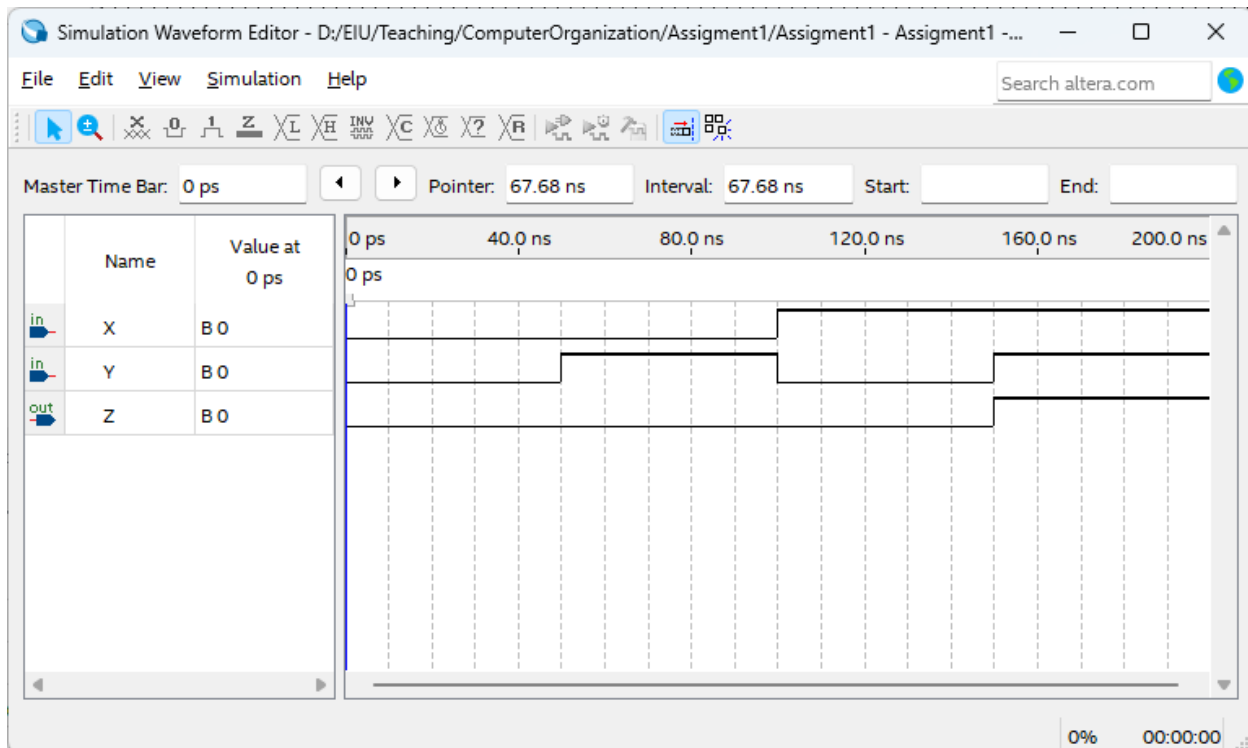 Simulation Waveform Editor - D:/EIU/Teaching/ComputerOrganization/Assigment1/Assigment1 - Assigment1 -...
File Edit View Simulation Help
Search altera.com
Master Time Bar: 0 ps Pointer: 67.68 ns Interval: 67.68 ns Start: End:
Name Value at 0 ps
0 ps 40.0 ns 80.0 ns 120.0 ns 160.0 ns 200.0 ns
0 ps
in X B 0
in Y B 0
out Z B 0
0% 00:00:00